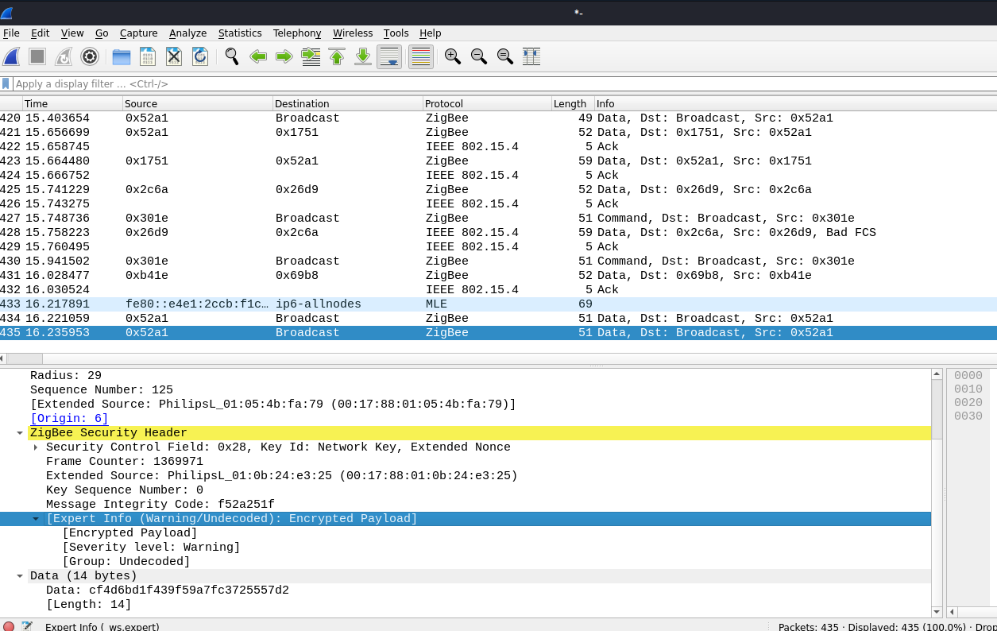 *-
File Edit View Go Capture Analyze Statistics Telephony Wireless Tools Help
Apply a display filter … <Ctrl-/>
Time Source Destination Protocol Length Info
420 15.403654 0x52a1 Broadcast ZigBee 49 Data, Dst: Broadcast, Src: 0x52a1
421 15.656699 0x52a1 0x1751 ZigBee 52 Data, Dst: 0x1751, Src: 0x52a1
422 15.658745 IEEE 802.15.4 5 Ack
423 15.664480 0x1751 0x52a1 ZigBee 59 Data, Dst: 0x52a1, Src: 0x1751
424 15.666752 IEEE 802.15.4 5 Ack
425 15.741229 0x2c6a 0x26d9 ZigBee 52 Data, Dst: 0x26d9, Src: 0x2c6a
426 15.743275 IEEE 802.15.4 5 Ack
427 15.748736 0x301e Broadcast ZigBee 51 Command, Dst: Broadcast, Src: 0x301e
428 15.758223 0x26d9 0x2c6a ZigBee 59 Data, Dst: 0x2c6a, Src: 0x26d9, Bad FCS
429 15.760495 IEEE 802.15.4 5 Ack
430 15.941502 0x301e Broadcast ZigBee 51 Command, Dst: Broadcast, Src: 0x301e
431 16.028477 0xb41e 0x69b8 ZigBee 52 Data, Dst: 0x69b8, Src: 0xb41e
432 16.030524 IEEE 802.15.4 5 Ack
433 16.217891 fe80::e4e1:2ccb:f1c… ip6-allnodes MLE 69
434 16.221059 0x52a1 Broadcast ZigBee 51 Data, Dst: Broadcast, Src: 0x52a1
435 16.235953 0x52a1 Broadcast ZigBee 51 Data, Dst: Broadcast, Src: 0x52a1
Radius: 29
Sequence Number: 125
[Extended Source: PhilipsL_01:05:4b:fa:79 (00:17:88:01:05:4b:fa:79)]
[Origin: 6]
ZigBee Security Header
Security Control Field: 0x28, Key Id: Network Key, Extended Nonce
Frame Counter: 1369971
Extended Source: PhilipsL_01:0b:24:e3:25 (00:17:88:01:0b:24:e3:25)
Key Sequence Number: 0
Message Integrity Code: f52a251f
[Expert Info (Warning/Undecoded): Encrypted Payload]
[Encrypted Payload]
[Severity level: Warning]
[Group: Undecoded]
Data (14 bytes)
Data: cf4d6bd1f439f59a7fc3725557d2
[Length: 14]
0000
0010
0020
0030
Expert Info (_ws.expert)
Packets: 435 · Displayed: 435 (100.0%) · Drop